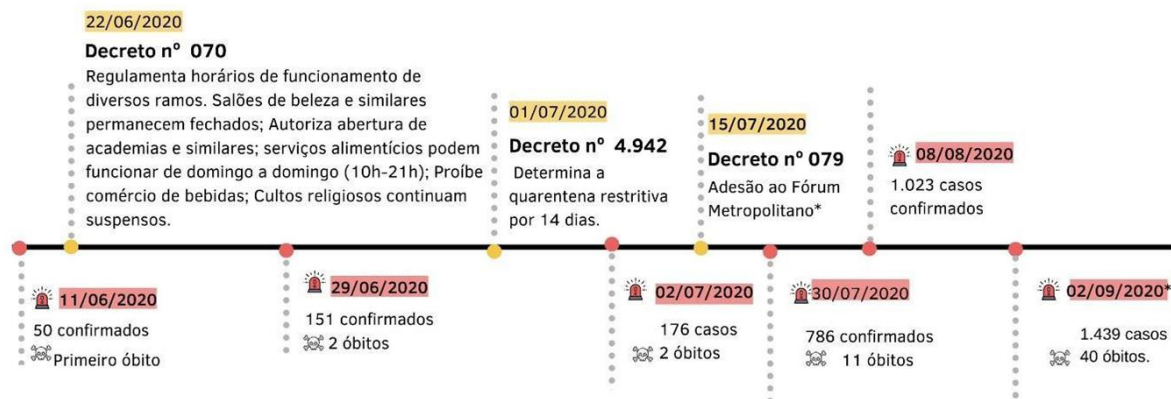 22/06/2020
Decreto nº 070
Regulamenta horários de funcionamento de
diversos ramos. Salões de beleza e similares
permanecem fechados; Autoriza abertura de
academias e similares; serviços alimentícios podem
funcionar de domingo a domingo (10h-21h); Proíbe
comércio de bebidas; Cultos religiosos continuam
suspensos.
01/07/2020
Decreto nº 4.942
Determina a
quarentena restritiva
por 14 dias.
15/07/2020
Decreto nº 079
Adesão ao Fórum
Metropolitano*
08/08/2020
1.023 casos
confirmados
11/06/2020
50 confirmados
Primeiro óbito
29/06/2020
151 confirmados
2 óbitos
02/07/2020
176 casos
2 óbitos
30/07/2020
786 confirmados
11 óbitos
02/09/2020*
1.439 casos
40 óbitos.